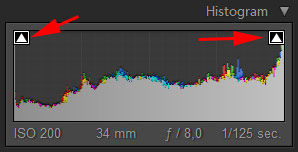 Histogram ▼
ISO 200 34 mm ƒ / 8,0 1/125 sec.